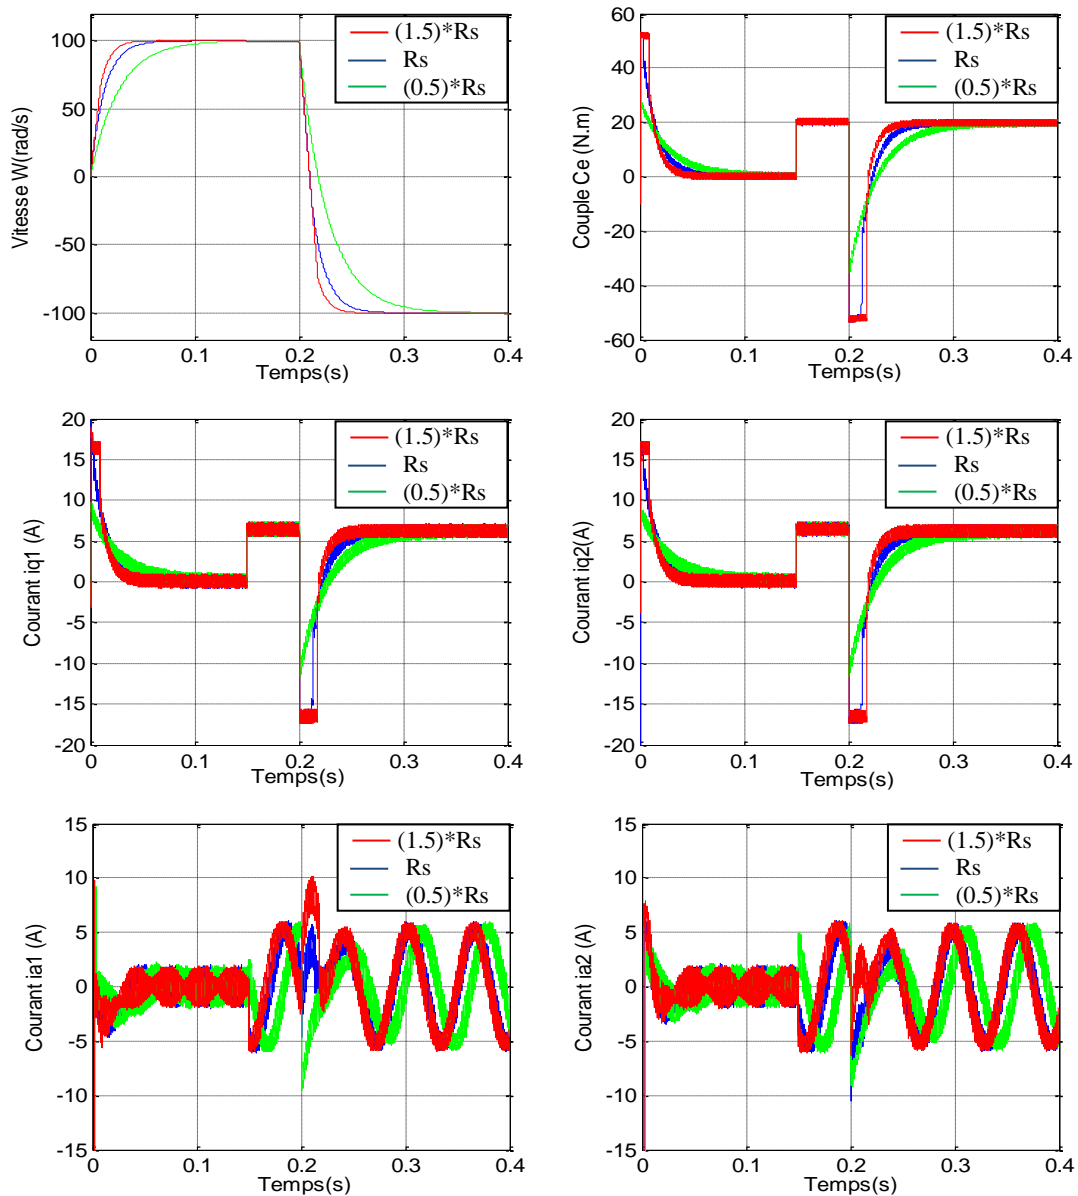 100
50
0
-50
-100
0
0.1
0.2
0.3
0.4
Vitesse W(rad/s)
Temps(s)
(1.5)*Rs
Rs
(0.5)*Rs
60
40
20
0
-20
-40
-60
0
0.1
0.2
0.3
0.4
Couple Ce (N.m)
Temps(s)
(1.5)*Rs
Rs
(0.5)*Rs
20
15
10
5
0
-5
-10
-15
-20
0
0.1
0.2
0.3
0.4
Courant iq1 (A)
Temps(s)
(1.5)*Rs
Rs
(0.5)*Rs
20
15
10
5
0
-5
-10
-15
-20
0
0.1
0.2
0.3
0.4
Courant iq2(A)
Temps(s)
(1.5)*Rs
Rs
(0.5)*Rs
15
10
5
0
-5
-10
-15
0
0.1
0.2
0.3
0.4
Courant ia1 (A)
Temps(s)
(1.5)*Rs
Rs
(0.5)*Rs
15
10
5
0
-5
-10
-15
0
0.1
0.2
0.3
0.4
Courant ia2 (A)
Temps(s)
(1.5)*Rs
Rs
(0.5)*Rs